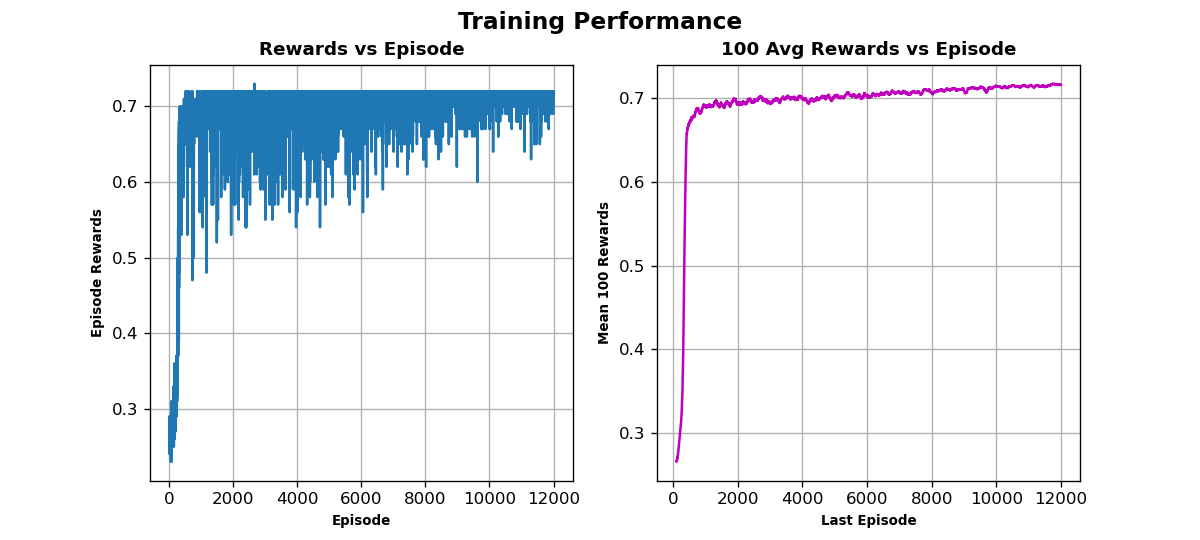 Training Performance
Rewards vs Episode
Episode Rewards
0.7
0.6
0.5
0.4
0.3
0 2000 4000 6000 8000 10000 12000
Episode
100 Avg Rewards vs Episode
Mean 100 Rewards
0.7
0.6
0.5
0.4
0.3
0 2000 4000 6000 8000 10000 12000
Last Episode